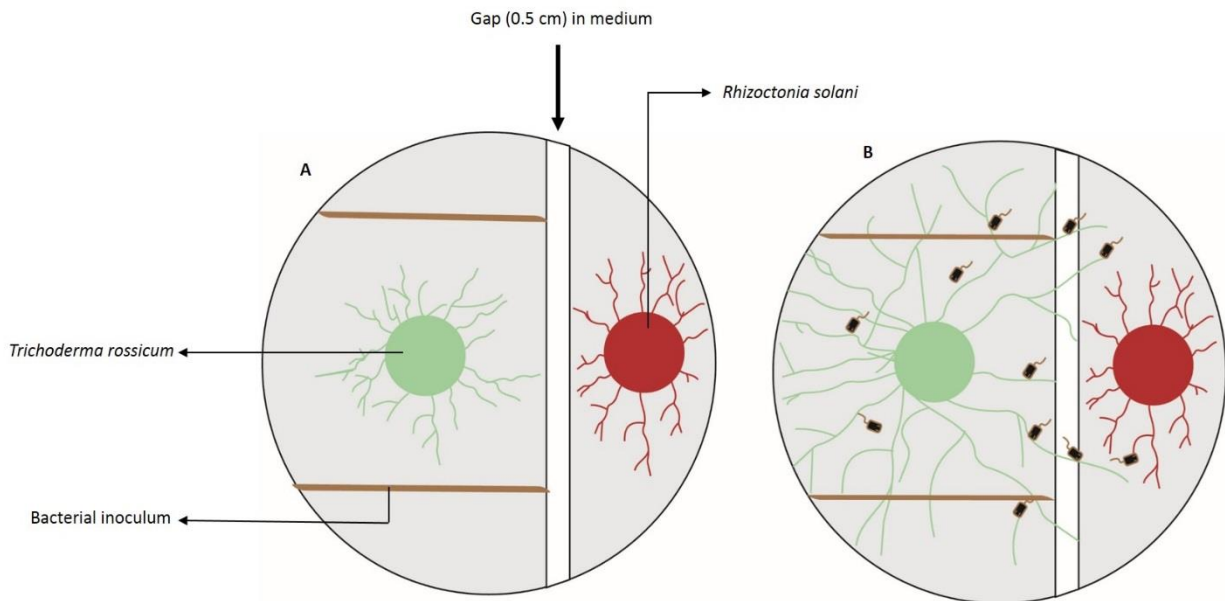 Gap (0.5 cm) in medium
Rhizoctonia solani
A
B
Trichoderma rossicum
Bacterial inoculum